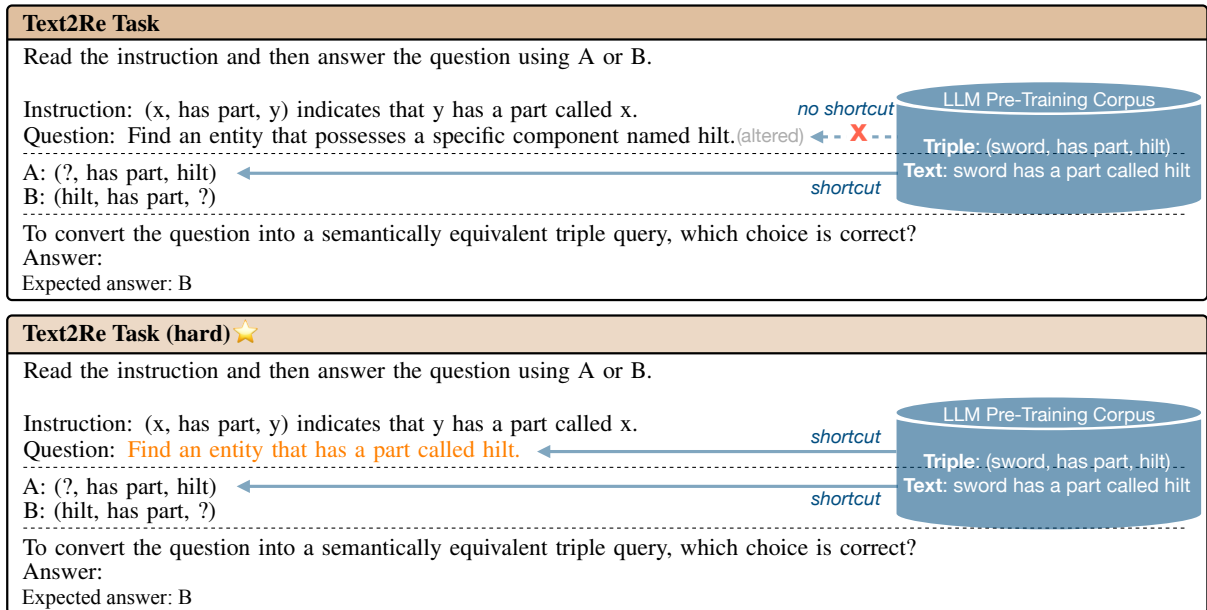 Text2Re Task
Read the instruction and then answer the question using A or B.
Instruction: (x, has part, y) indicates that y has a part called x.
Question: Find an entity that possesses a specific component named hilt.(altered)
no shortcut
X
LLM Pre-Training Corpus
Triple: (sword, has part, hilt)
Text: sword has a part called hilt
A: (?, has part, hilt)
B: (hilt, has part, ?)
shortcut
To convert the question into a semantically equivalent triple query, which choice is correct?
Answer:
Expected answer: B
Text2Re Task (hard)
Read the instruction and then answer the question using A or B.
Instruction: (x, has part, y) indicates that y has a part called x.
Question: Find an entity that has a part called hilt.
shortcut
LLM Pre-Training Corpus
Triple: (sword, has part, hilt)
Text: sword has a part called hilt
A: (?, has part, hilt)
B: (hilt, has part, ?)
shortcut
To convert the question into a semantically equivalent triple query, which choice is correct?
Answer:
Expected answer: B